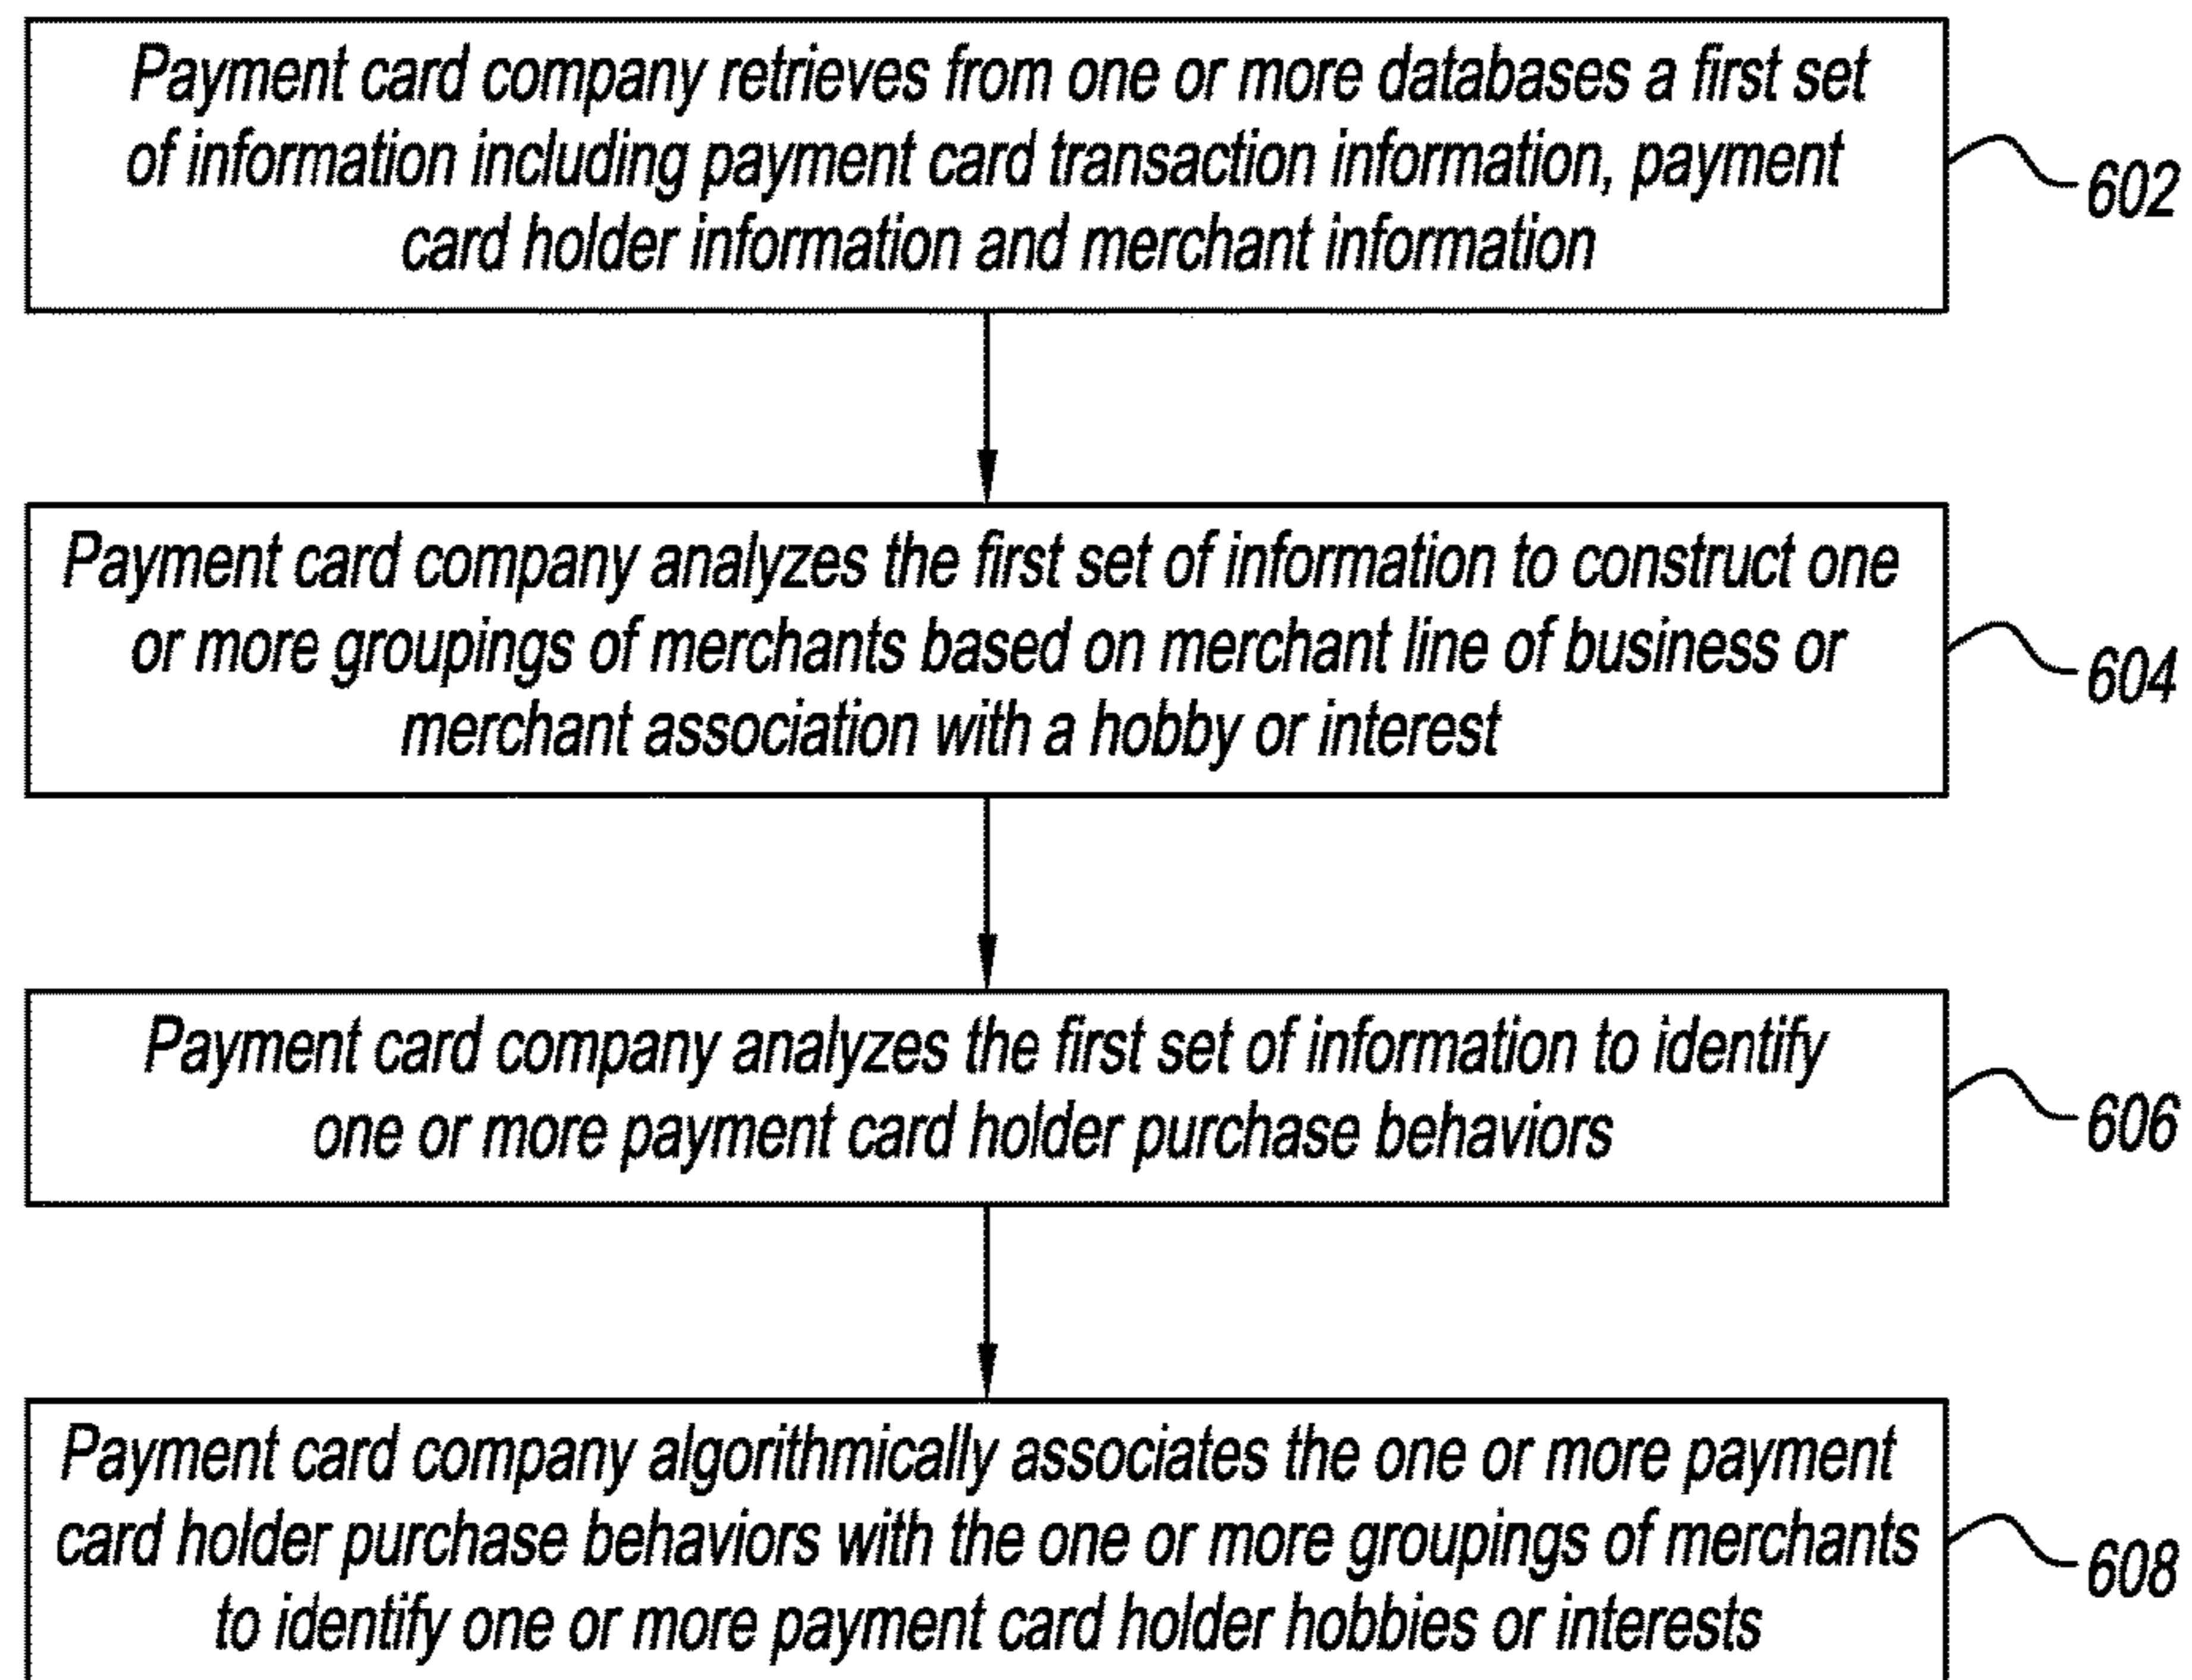 Payment card company retrieves from one or more databases a first set
of information including payment card transaction information, payment
card holder information and merchant information
602
Payment card company analyzes the first set of information to construct one
or more groupings of merchants based on merchant line of business or
merchant association with a hobby or interest
604
Payment card company analyzes the first set of information to identify
one or more payment card holder purchase behaviors
606
Payment card company algorithmically associates the one or more payment
card holder purchase behaviors with the one or more groupings of merchants
to identify one or more payment card holder hobbies or interests
608